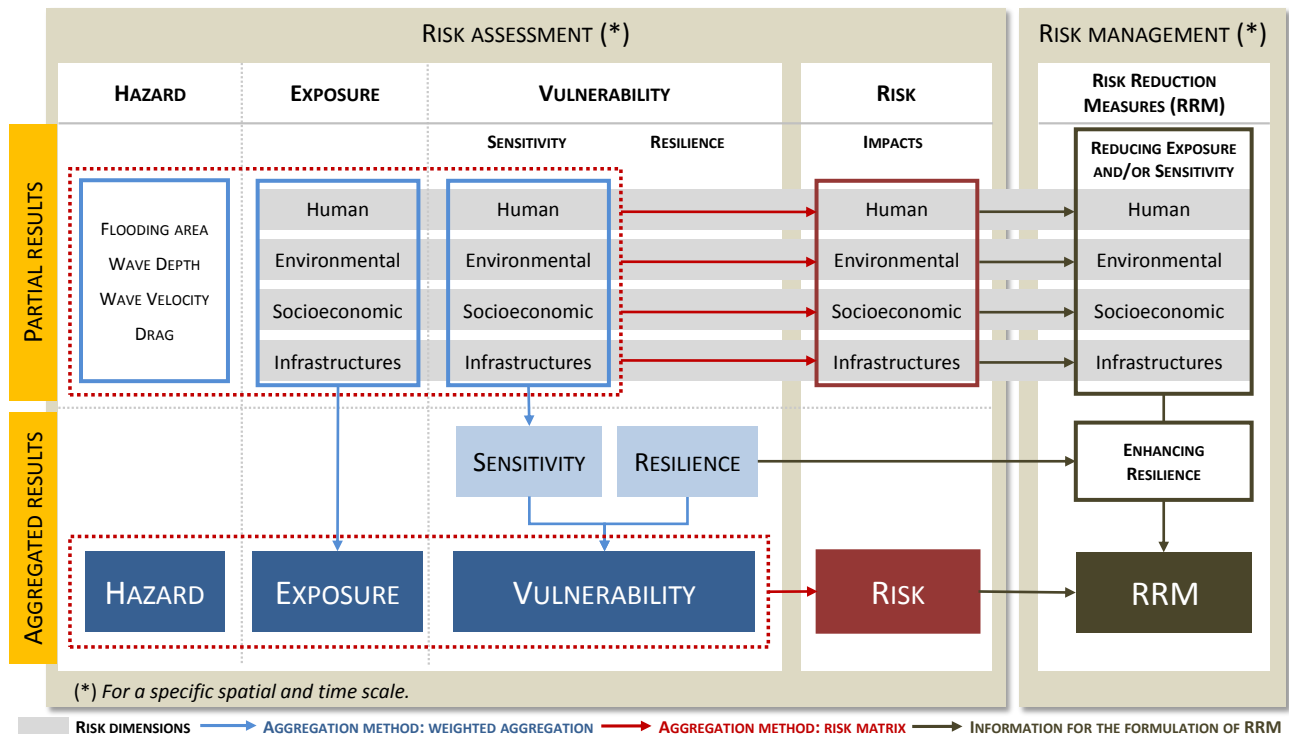 RISK ASSESSMENT (*)
RISK MANAGEMENT (*)
HAZARD
EXPOSURE
VULNERABILITY
RISK
RISK REDUCTION
MEASURES (RRM)
SENSITIVITY
RESILIENCE
IMPACTS
REDUCING EXPOSURE
AND/OR SENSITIVITY
PARTIAL RESULTS
FLOODING AREA
WAVE DEPTH
WAVE VELOCITY
DRAG
Human
Human
Human
Human
Environmental
Environmental
Environmental
Environmental
Socioeconomic
Socioeconomic
Socioeconomic
Socioeconomic
Infrastructures
Infrastructures
Infrastructures
Infrastructures
AGGREGATED RESULTS
SENSITIVITY
RESILIENCE
ENHANCING
RESILIENCE
HAZARD
EXPOSURE
VULNERABILITY
RISK
RRM
(*) For a specific spatial and time scale.
RISK DIMENSIONS
AGGREGATION METHOD: WEIGHTED AGGREGATION
AGGREGATION METHOD: RISK MATRIX
INFORMATION FOR THE FORMULATION OF RRM